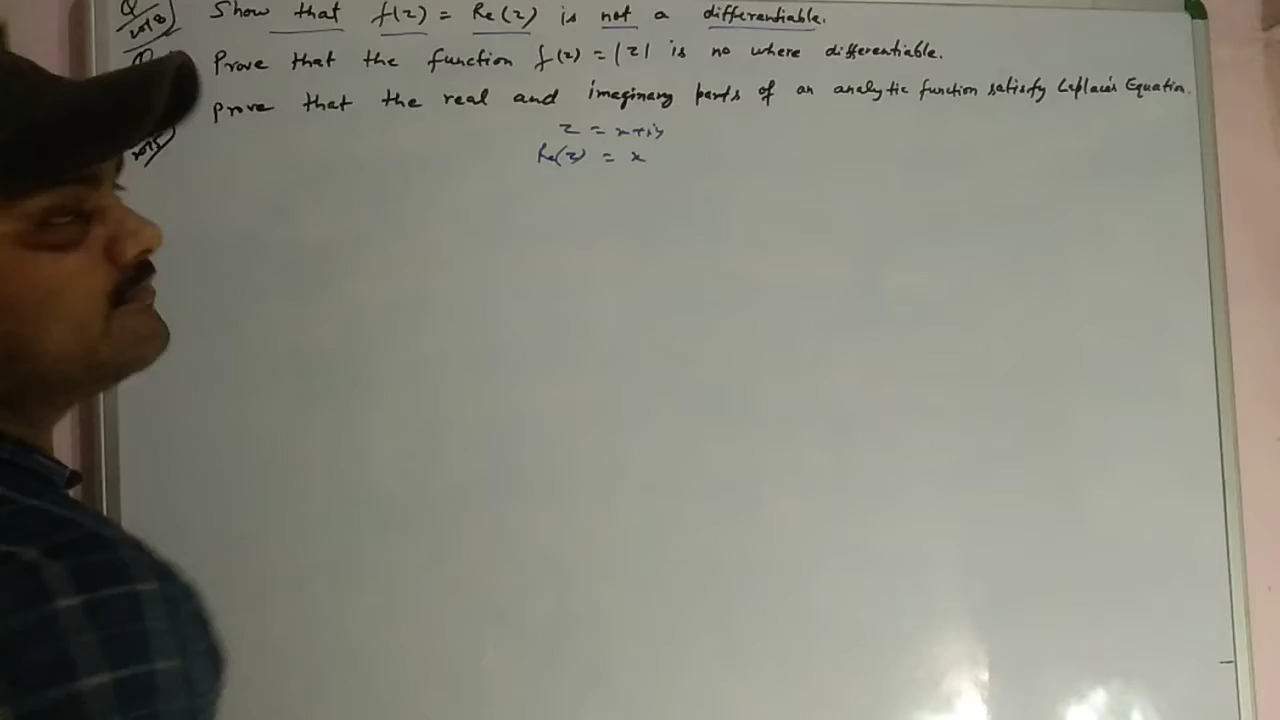 Q 2018) Show that f(z) = Re(z) is not a differentiable.
Prove that the function f(z) = |z| is no where differentiable.
Prove that the real and imaginary parts of an analytic function satisfy Laplace's Equation.
z = x+iy
Re(z) = x